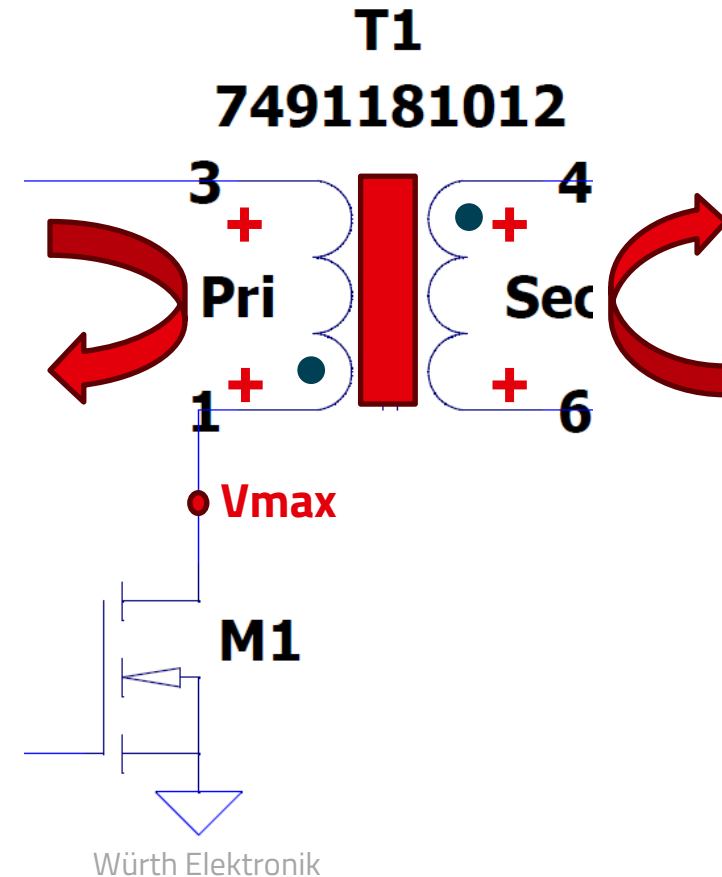 T1
7491181012
3
4
+
+
Pri
Sec
+
+
1
6
Vmax
M1
Würth Elektronik